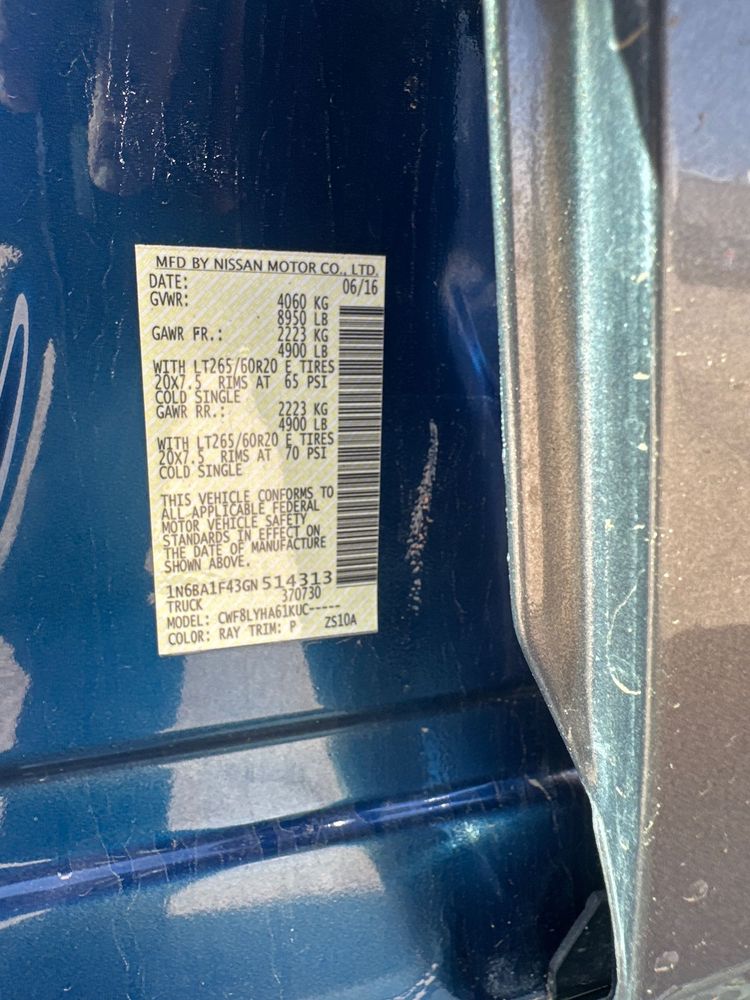 MFD BY NISSAN MOTOR CO., LTD.
DATE: 06/16
GVWR: 4060 KG
8950 LB
GAWR FR.: 2223 KG
4900 LB
WITH LT265/60R20 E TIRES
20X7.5 RIMS AT 65 PSI
COLD SINGLE
GAWR RR.: 2223 KG
4900 LB
WITH LT265/60R20 E TIRES
20X7.5 RIMS AT 70 PSI
COLD SINGLE
THIS VEHICLE CONFORMS TO
ALL APPLICABLE FEDERAL
MOTOR VEHICLE SAFETY
STANDARDS IN EFFECT ON
THE DATE OF MANUFACTURE
SHOWN ABOVE.
1N6BA1F43GN514313
TRUCK 370730
MODEL: CWF8LYHA61KUC-----
COLOR: RAY TRIM: P ZS10A